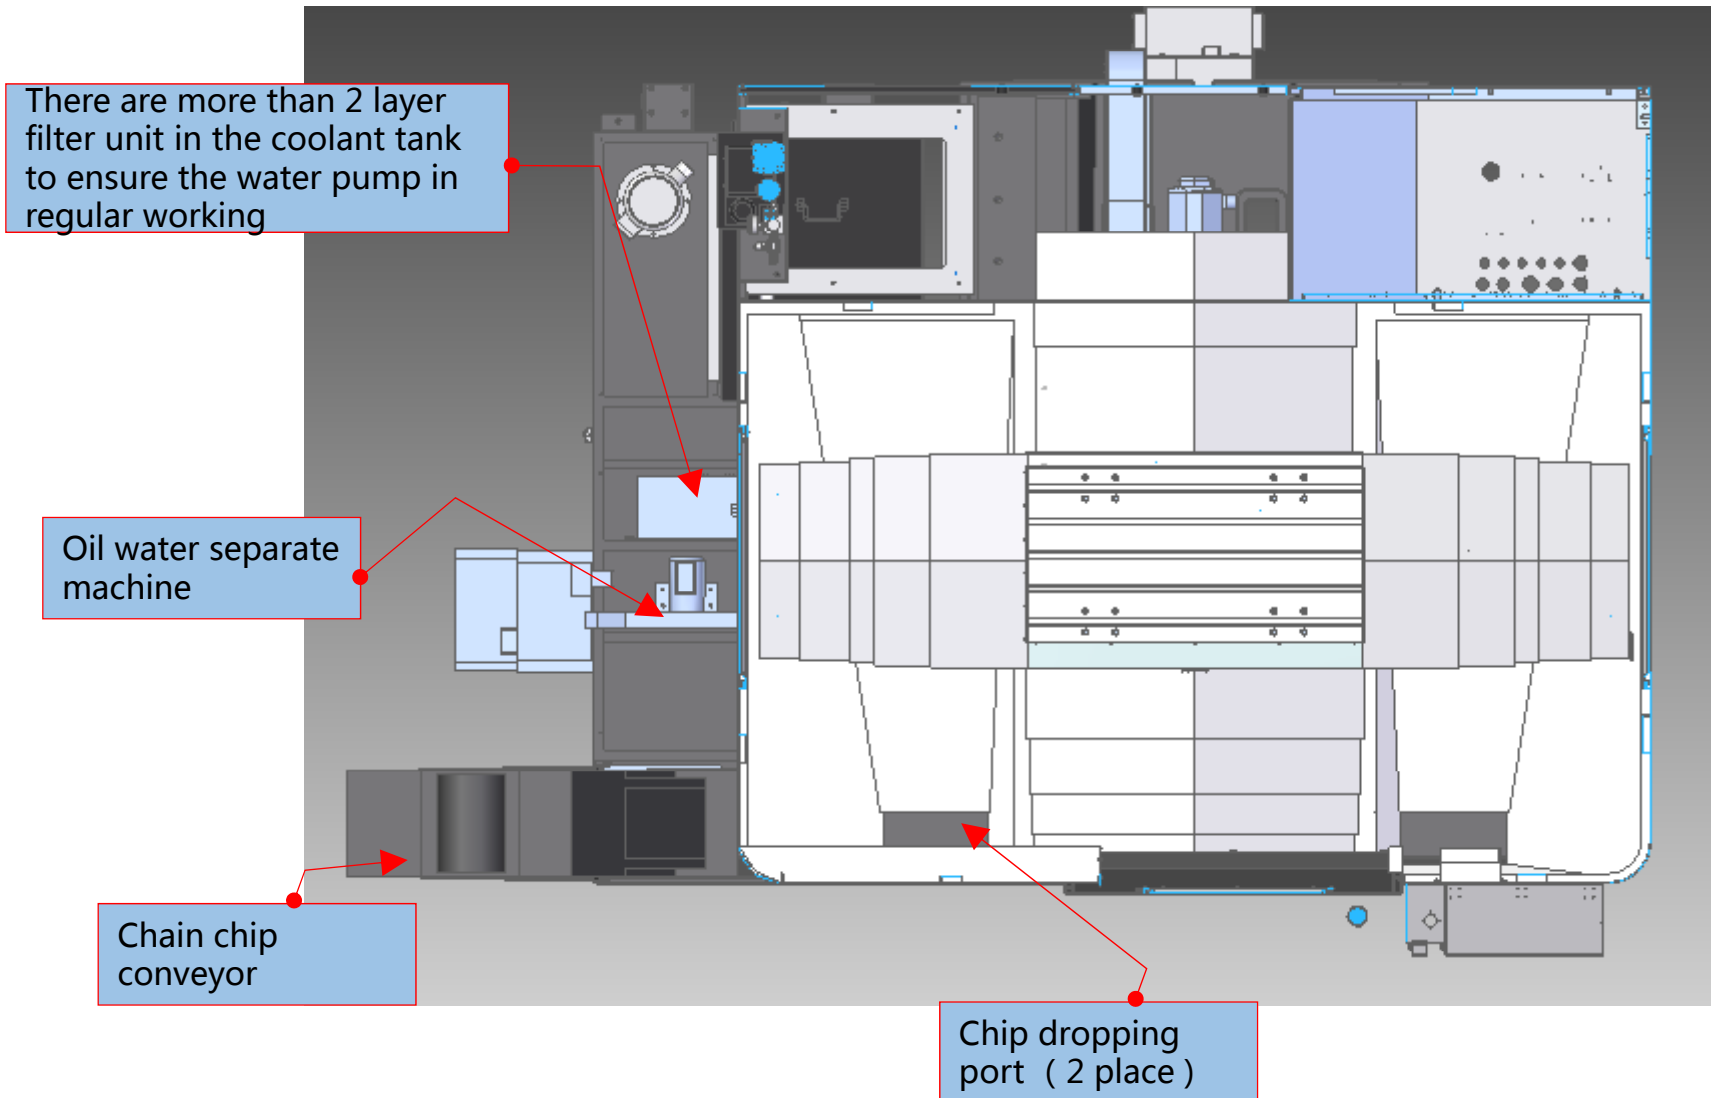 There are more than 2 layer
filter unit in the coolant tank
to ensure the water pump in
regular working
Oil water separate
machine
Chain chip
conveyor
Chip dropping
port （2 place）